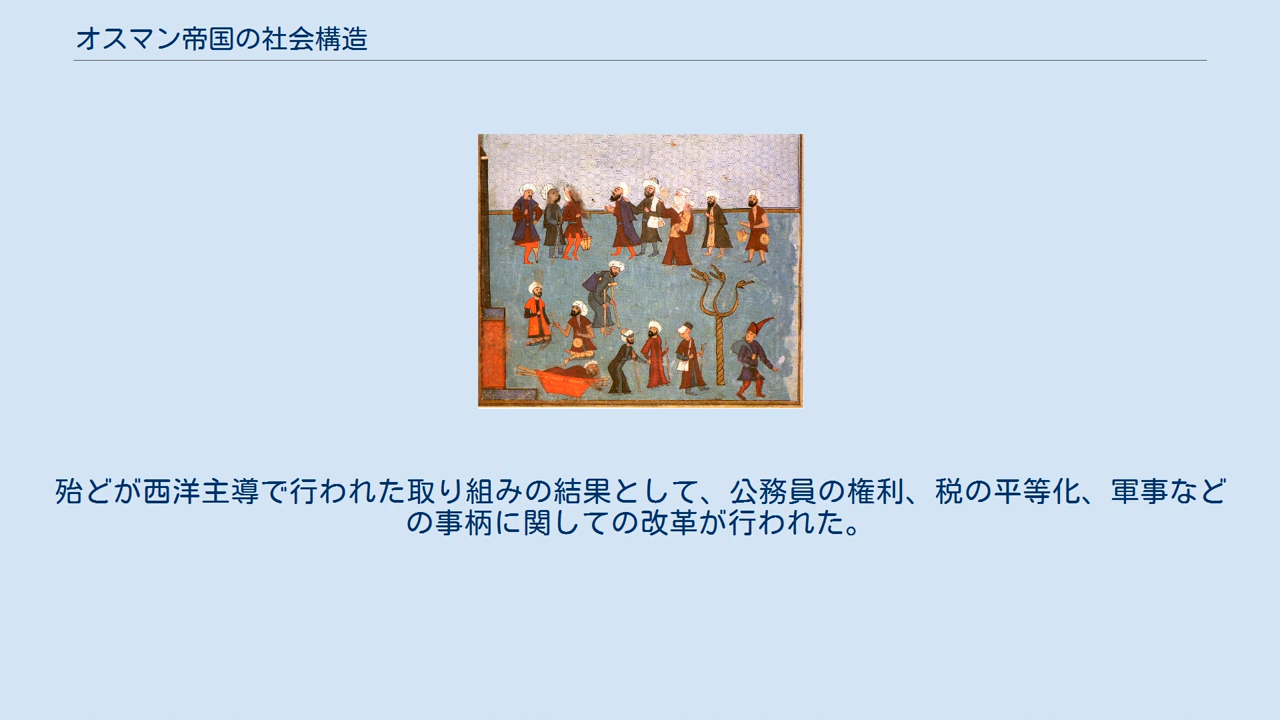 オスマン帝国の社会構造
殆どが西洋主導で行われた取り組みの結果として、公務員の権利、税の平等化、軍事など
の事柄に関しての改革が行われた。